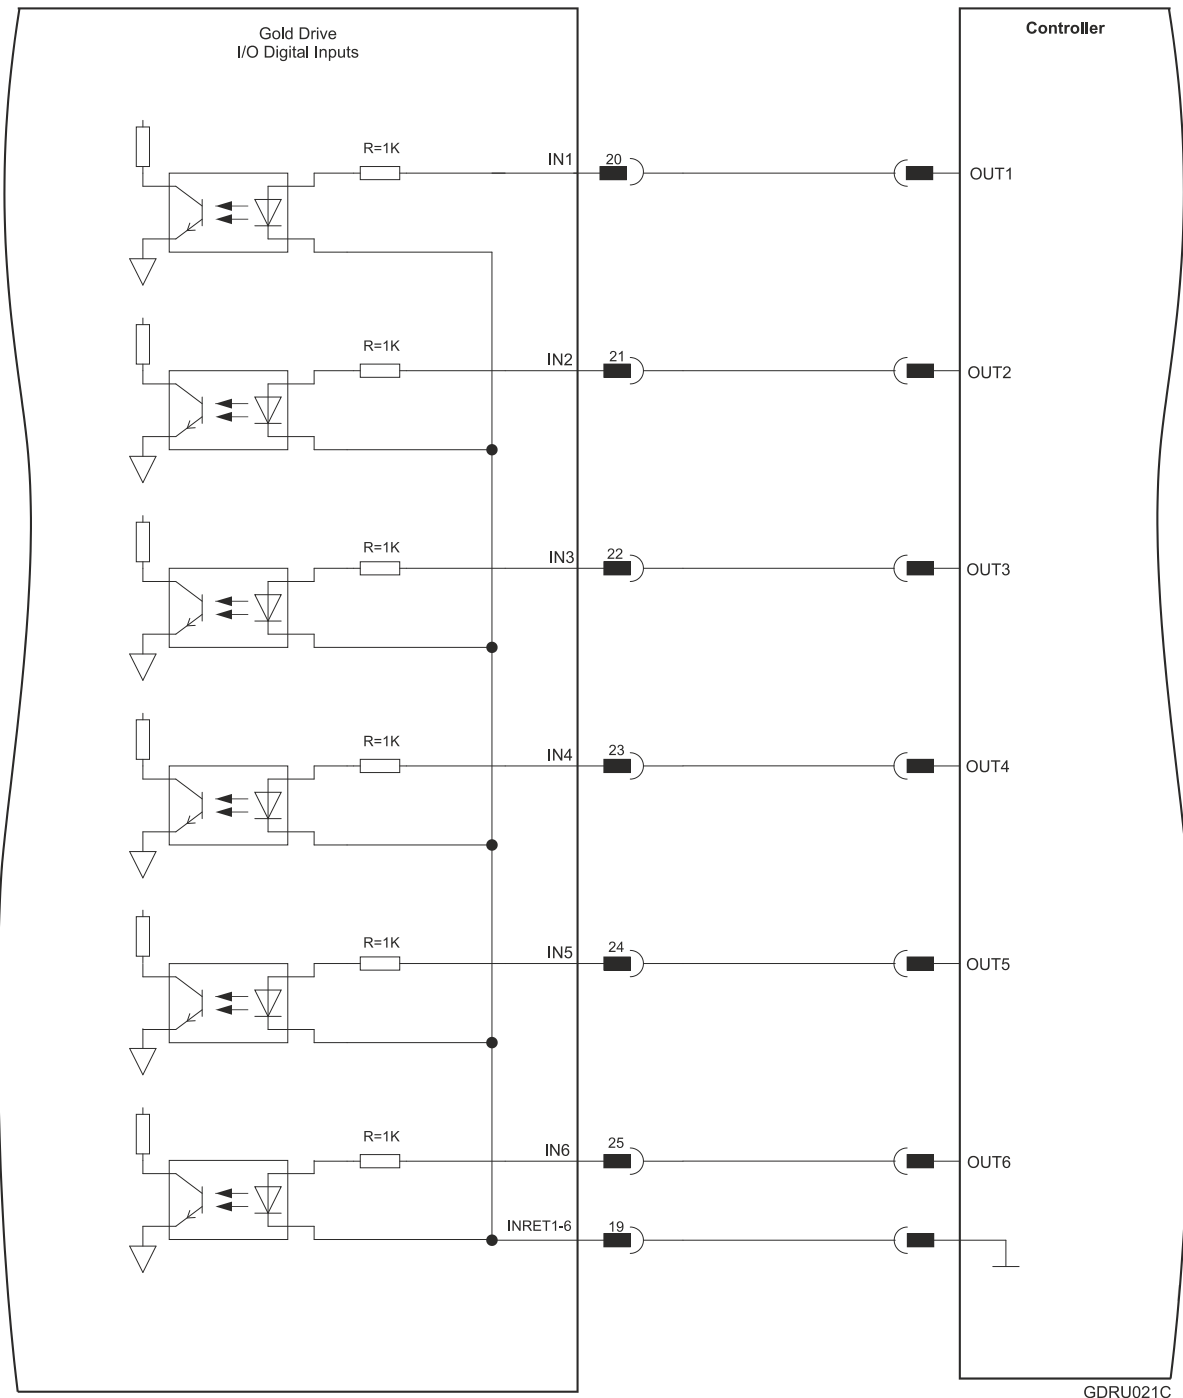 Gold Drive
I/O Digital Inputs
Controller
R=1K
IN1
20
OUT1
R=1K
IN2
21
OUT2
R=1K
IN3
22
OUT3
R=1K
IN4
23
OUT4
R=1K
IN5
24
OUT5
R=1K
IN6
25
OUT6
INRET1-6
19
GDRU021C